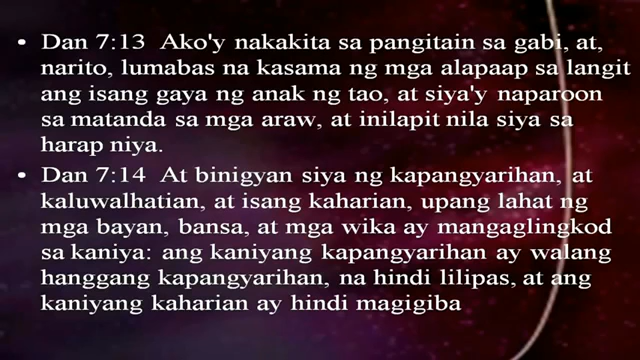 • Dan 7:13 Ako'y nakakita sa pangitain sa gabi, at,
narito, lumabas na kasama ng mga alapaap sa langit
ang isang gaya ng anak ng tao, at siya'y naparoon
sa matanda sa mga araw, at inilapit nila siya sa
harap niya.
• Dan 7:14 At binigyan siya ng kapangyarihan, at
kaluwalhatian, at isang kaharian, upang lahat ng
mga bayan, bansa, at mga wika ay mangaglingkod
sa kaniya: ang kaniyang kapangyarihan ay walang
hanggang kapangyarihan, na hindi lilipas, at ang
kaniyang kaharian ay hindi magigiba